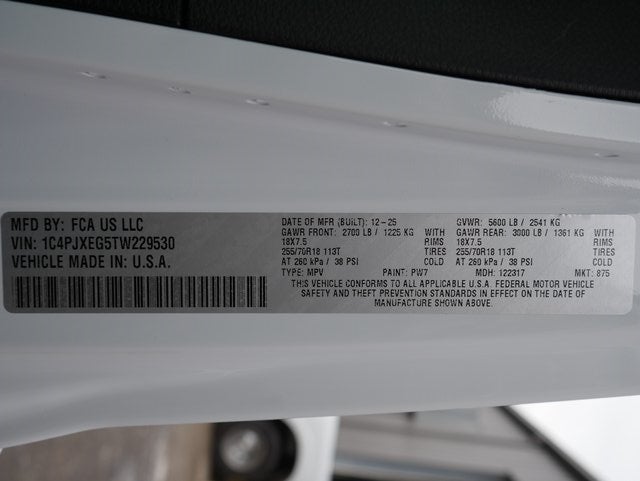 MFD BY: FCA US LLC
VIN: 1C4PJXEG5TW229530
VEHICLE MADE IN: U.S.A.
DATE OF MFR (BUILT): 12-25
GAWR FRONT: 2700 LB / 1225 KG WITH
18X7.5 RIMS
255/70R18 113T TIRES
AT 260 kPa / 38 PSI COLD
TYPE: MPV PAINT: PW7
GVWR: 5600 LB / 2541 KG
GAWR REAR: 3000 LB / 1361 KG WITH
18X7.5 RIMS
255/70R18 113T TIRES
AT 260 kPa / 38 PSI COLD
MDH: 122317 MKT: 875
THIS VEHICLE CONFORMS TO ALL APPLICABLE U.S.A. FEDERAL MOTOR VEHICLE
SAFETY AND THEFT PREVENTION STANDARDS IN EFFECT ON THE DATE OF
MANUFACTURE SHOWN ABOVE.